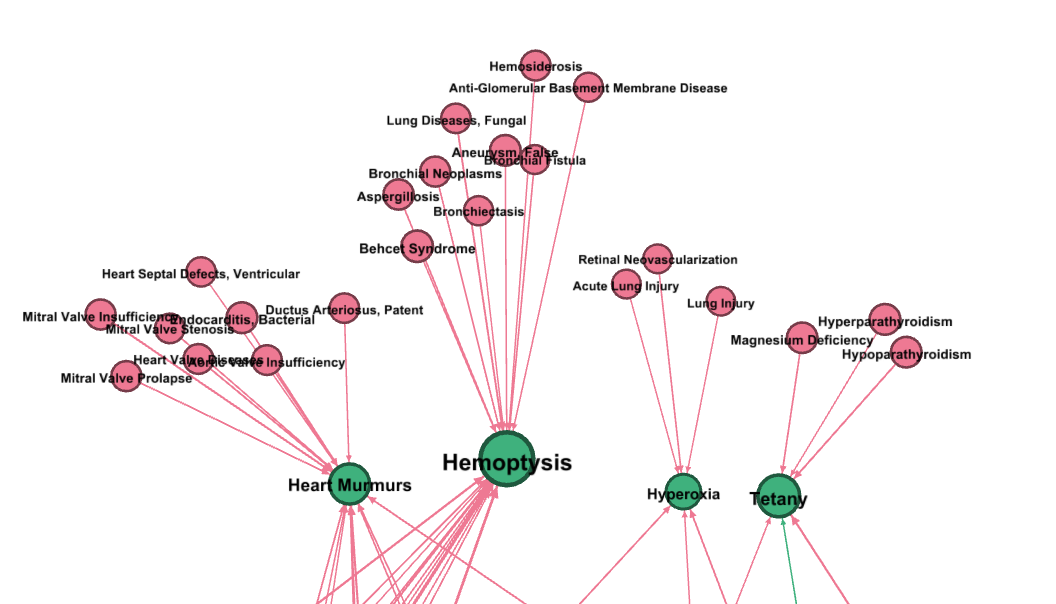 Hemosiderosis
Anti-Glomerular Basement Membrane Disease
Lung Diseases, Fungal
Aneurysm, False
Bronchial Fistula
Bronchial Neoplasms
Aspergillosis
Bronchiectasis
Behcet Syndrome
Retinal Neovascularization
Heart Septal Defects, Ventricular
Acute Lung Injury
Lung Injury
Ductus Arteriosus, Patent
Mitral Valve Insufficiency
Endocarditis, Bacterial
Mitral Valve Stenosis
Hyperparathyroidism
Magnesium Deficiency
Hypoparathyroidism
Heart Valve Diseases
Aortic Valve Insufficiency
Mitral Valve Prolapse
Hemoptysis
Heart Murmurs
Hyperoxia
Tetany